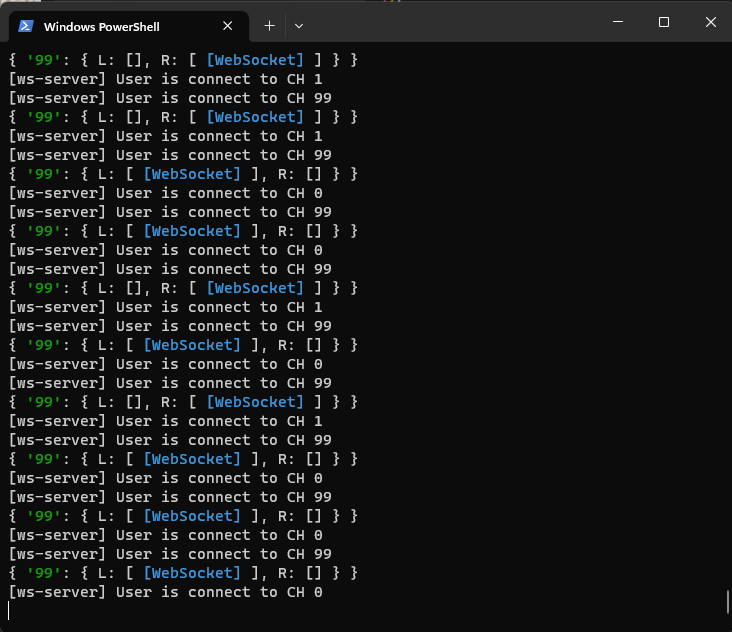 Windows PowerShell
{ '99': { L: [], R: [ [WebSocket] ] } }
[ws-server] User is connect to CH 1
[ws-server] User is connect to CH 99
{ '99': { L: [], R: [ [WebSocket] ] } }
[ws-server] User is connect to CH 1
[ws-server] User is connect to CH 99
{ '99': { L: [ [WebSocket] ], R: [] } }
[ws-server] User is connect to CH 0
[ws-server] User is connect to CH 99
{ '99': { L: [ [WebSocket] ], R: [] } }
[ws-server] User is connect to CH 0
[ws-server] User is connect to CH 99
{ '99': { L: [], R: [ [WebSocket] ] } }
[ws-server] User is connect to CH 1
[ws-server] User is connect to CH 99
{ '99': { L: [ [WebSocket] ], R: [] } }
[ws-server] User is connect to CH 0
[ws-server] User is connect to CH 99
{ '99': { L: [], R: [ [WebSocket] ] } }
[ws-server] User is connect to CH 1
[ws-server] User is connect to CH 99
{ '99': { L: [ [WebSocket] ], R: [] } }
[ws-server] User is connect to CH 0
[ws-server] User is connect to CH 99
{ '99': { L: [ [WebSocket] ], R: [] } }
[ws-server] User is connect to CH 0
[ws-server] User is connect to CH 99
{ '99': { L: [ [WebSocket] ], R: [] } }
[ws-server] User is connect to CH 0